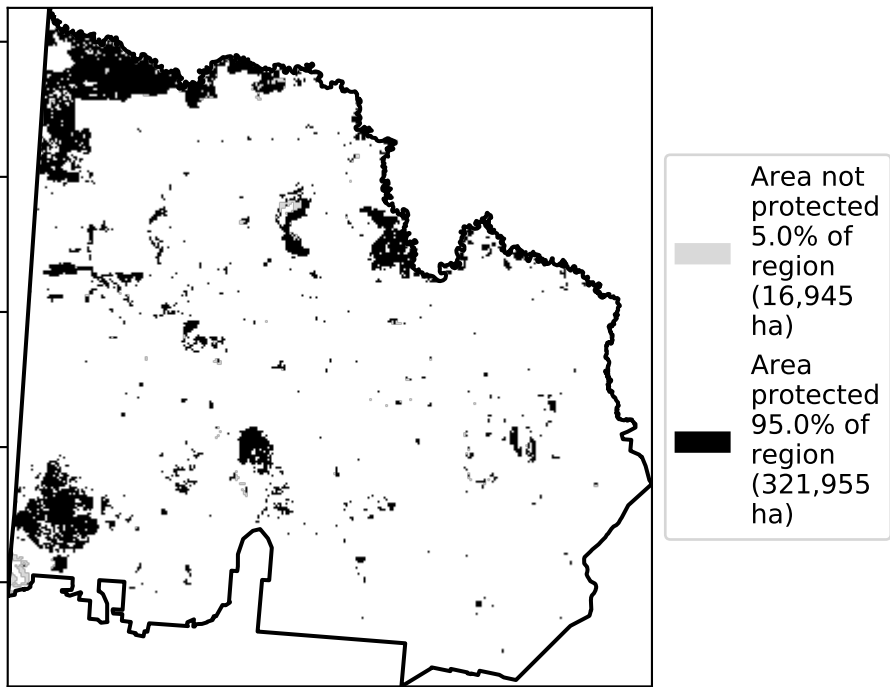 Area not
protected
5.0% of
region
(16,945
ha)
Area
protected
95.0% of
region
(321,955
ha)